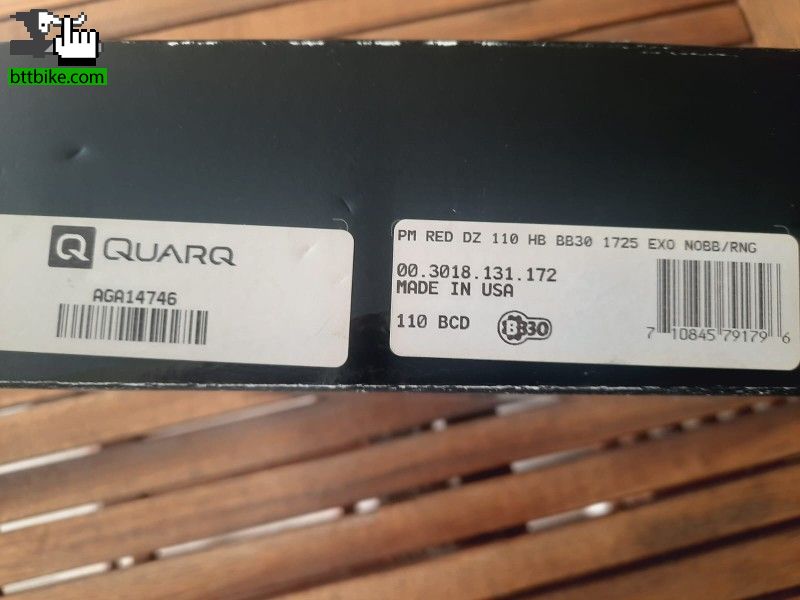 bttbike.com
QUARQ
AGA14746
PM RED DZ 110 HB BB30 1725 EXO NOBB/RNG
00.3018.131.172
MADE IN USA
110 BCD
BB30
7 10845 79179 6